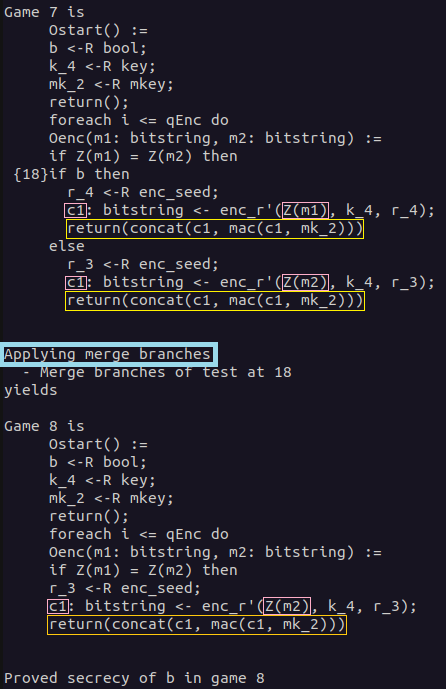 Game 7 is
Ostart() :=
b <-R bool;
k_4 <-R key;
mk_2 <-R mkey;
return();
foreach i <= qEnc do
Oenc(m1: bitstring, m2: bitstring) :=
if Z(m1) = Z(m2) then
{18}if b then
r_4 <-R enc_seed;
c1: bitstring <- enc_r'(Z(m1), k_4, r_4);
return(concat(c1, mac(c1, mk_2)))
else
r_3 <-R enc_seed;
c1: bitstring <- enc_r'(Z(m2), k_4, r_3);
return(concat(c1, mac(c1, mk_2)))
Applying merge branches
- Merge branches of test at 18
yields
Game 8 is
Ostart() :=
b <-R bool;
k_4 <-R key;
mk_2 <-R mkey;
return();
foreach i <= qEnc do
Oenc(m1: bitstring, m2: bitstring) :=
if Z(m1) = Z(m2) then
r_3 <-R enc_seed;
c1: bitstring <- enc_r'(Z(m2), k_4, r_3);
return(concat(c1, mac(c1, mk_2)))
Proved secrecy of b in game 8